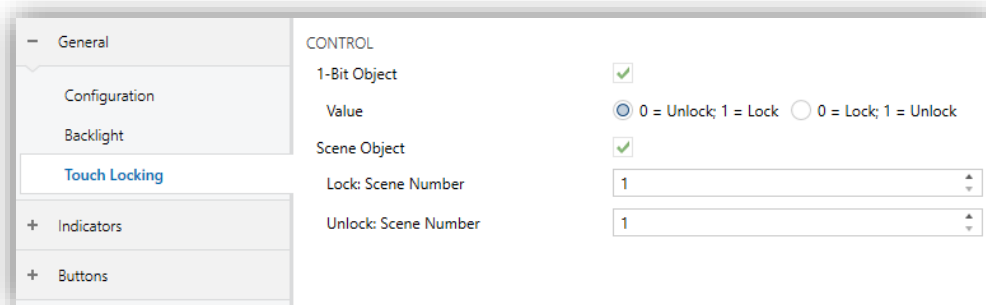 General
Configuration
Backlight
Touch Locking
Indicators
Buttons
CONTROL
1-Bit Object
Value 0 = Unlock; 1 = Lock 0 = Lock; 1 = Unlock
Scene Object
Lock: Scene Number 1
Unlock: Scene Number 1